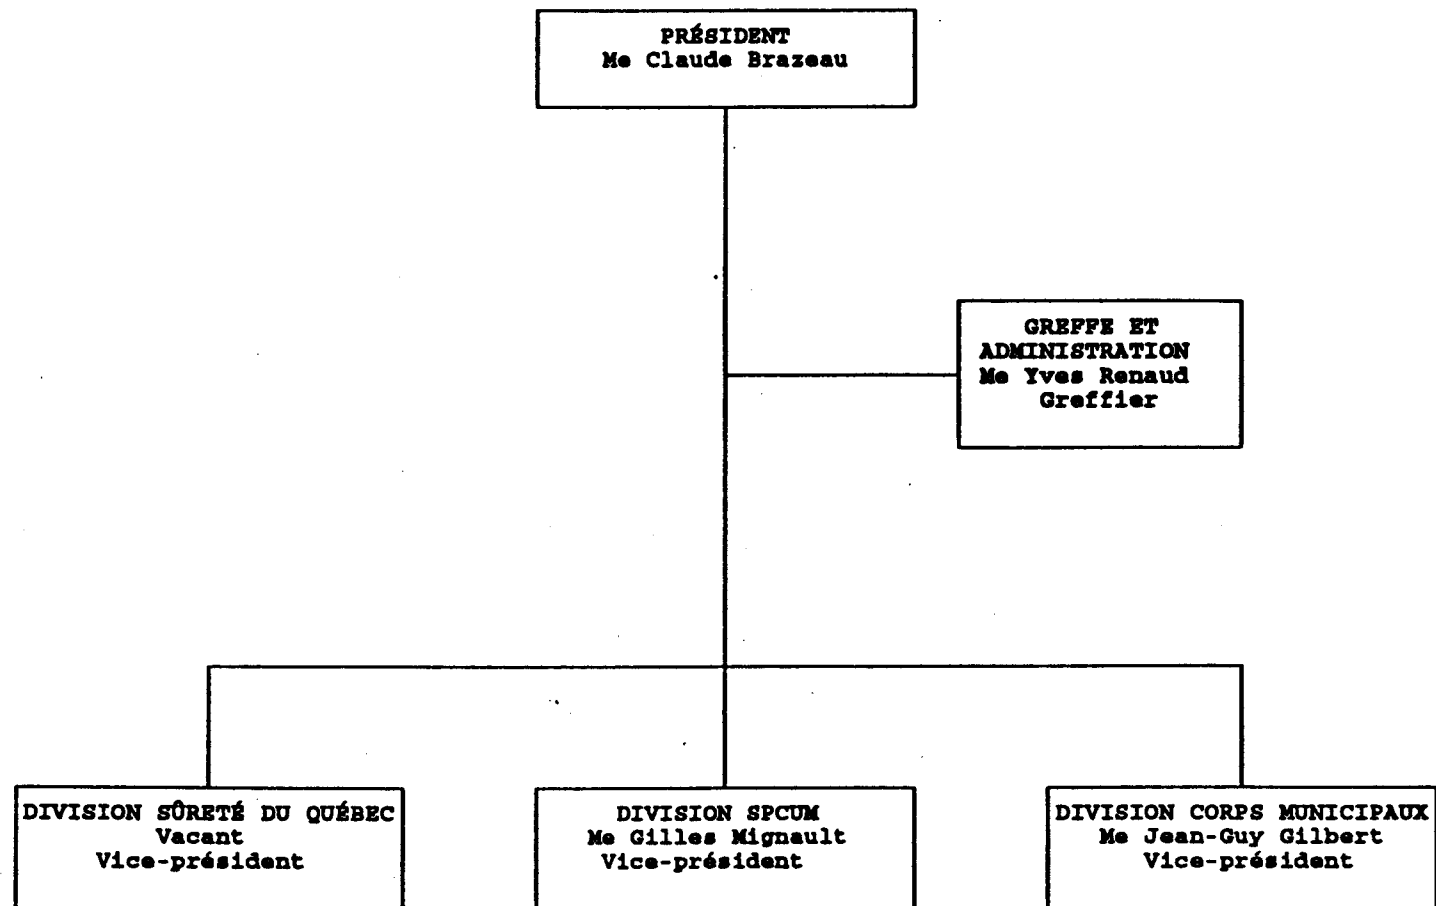 PRÉSIDENT
Me Claude Brazeau
GREFFE ET
ADMINISTRATION
Me Yves Renaud
Greffier
DIVISION SÛRETÉ DU QUÉBEC
Vacant
Vice-président
DIVISION SPCUM
Me Gilles Mignault
Vice-président
DIVISION CORPS MUNICIPAUX
Me Jean-Guy Gilbert
Vice-président